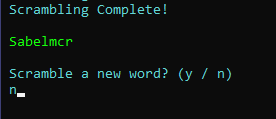 Scrambling Complete!
Sabelmcr
Scramble a new word? (y / n)
n